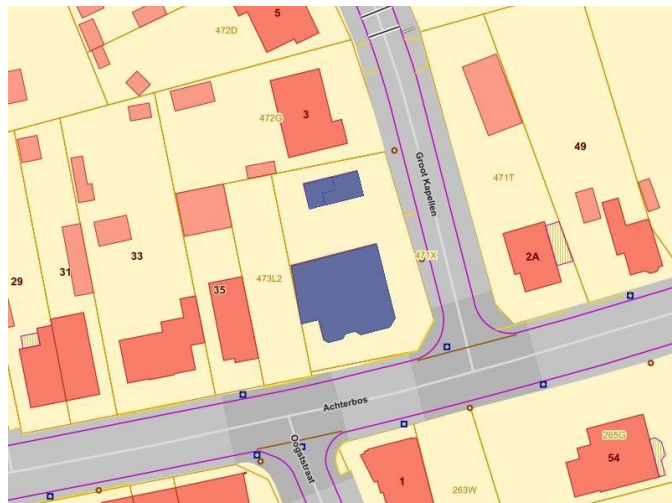 5
472D
3
472G
49
Groot Kapellen
471T
33
31
29
2A
471X
473L2
35
Achterbos
Oogststraat
265G
54
1
263W